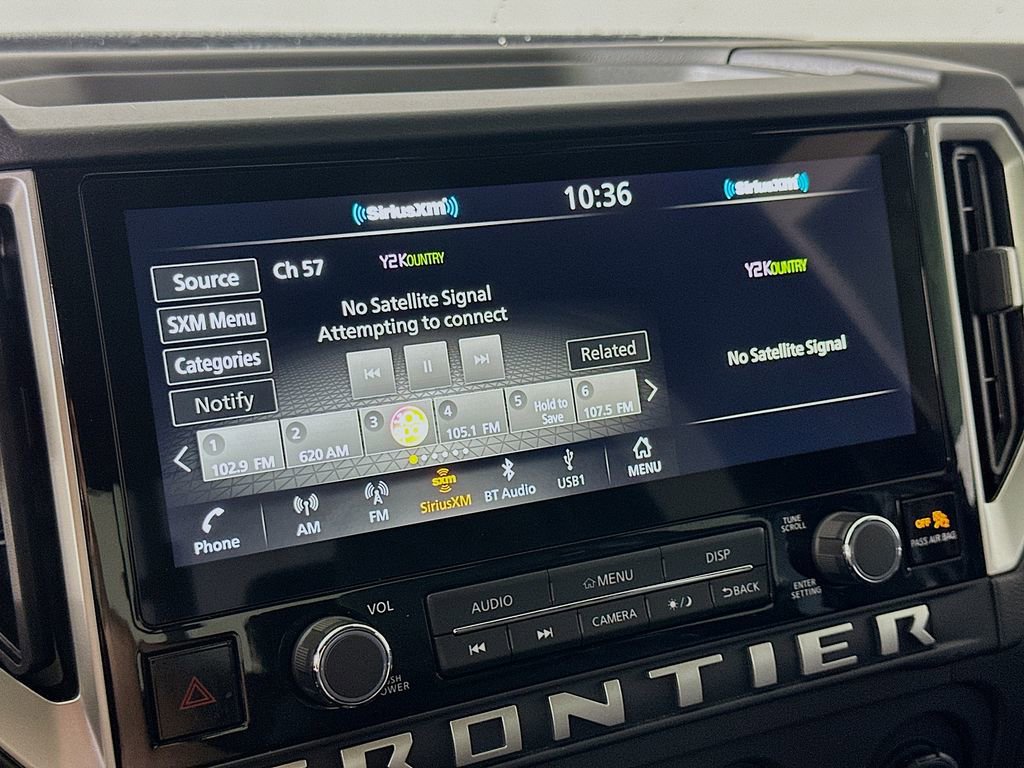 SiriusXM
10:36
SiriusXM
Source
Ch 57
Y2KOUNTRY
Y2KOUNTRY
SXM Menu
No Satellite Signal
Attempting to connect
Categories
Related
No Satellite Signal
Notify
1
102.9 FM
2
620 AM
3
4
105.1 FM
5
Hold to
Save
6
107.5 FM
Phone
AM
FM
sxm
SiriusXM
BT Audio
USB1
MENU
TUNE
SCROLL
OFF
PASS AIR BAG
VOL
AUDIO
MENU
DISP
ENTER
SETTING
CAMERA
BACK
FRONTIER